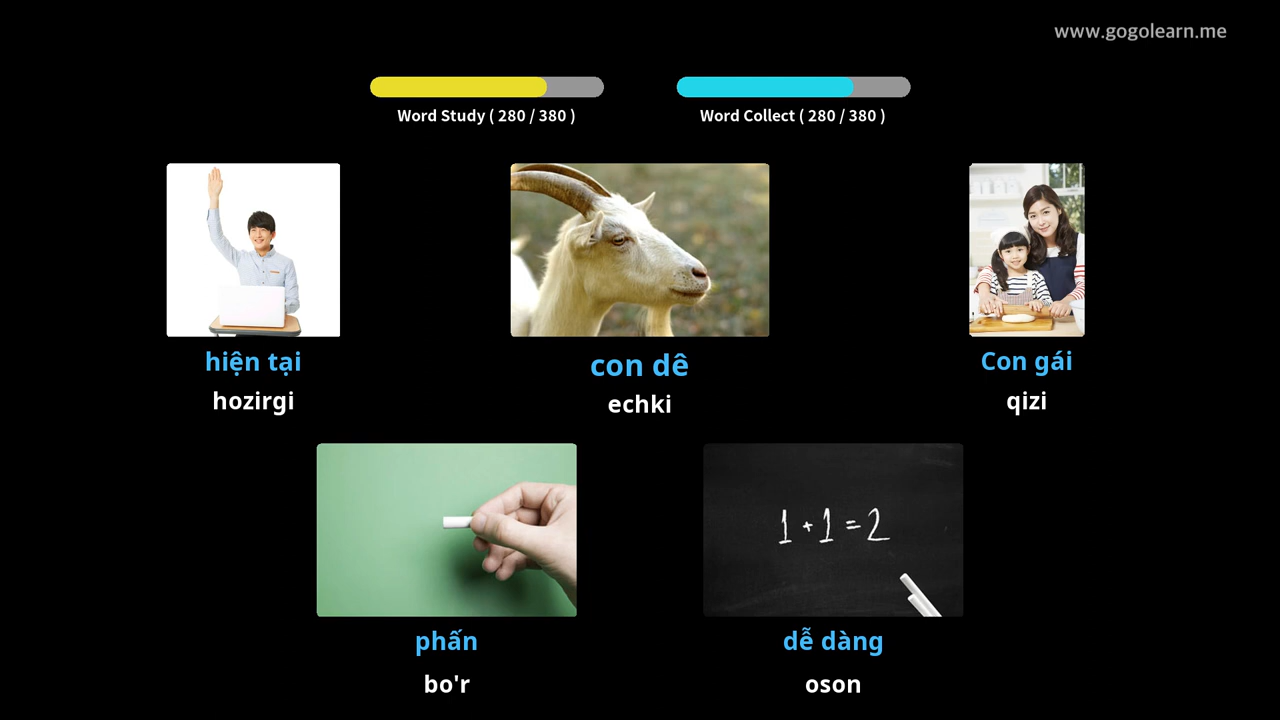 www.gogolearn.me
Word Study ( 280 / 380 )
Word Collect ( 280 / 380 )
hiện tại
hozirgi
con dê
echki
Con gái
qizi
phấn
bo'r
1 + 1 = 2
dễ dàng
oson